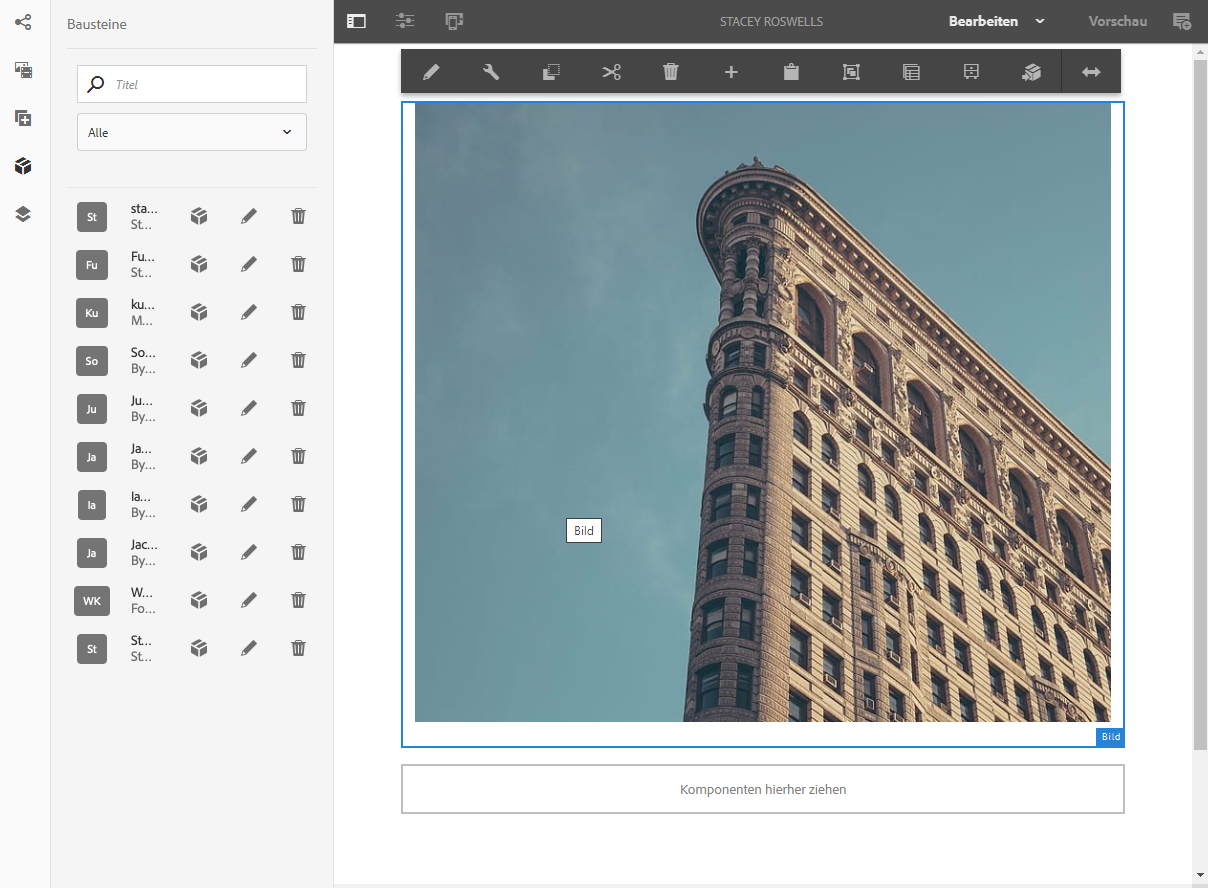 Bausteine
STACEY ROSWELLS
Bearbeiten
Vorschau
Titel
Alle
St
sta...
St...
Fu
Fu...
St...
Ku
ku...
M...
So
So...
By...
Ju
Ju...
By...
Ja
Ja...
By...
Ia
Ia...
By...
Ja
Jac...
By...
WK
W...
Fo...
St
St...
St...
Bild
Bild
Komponenten hierher ziehen